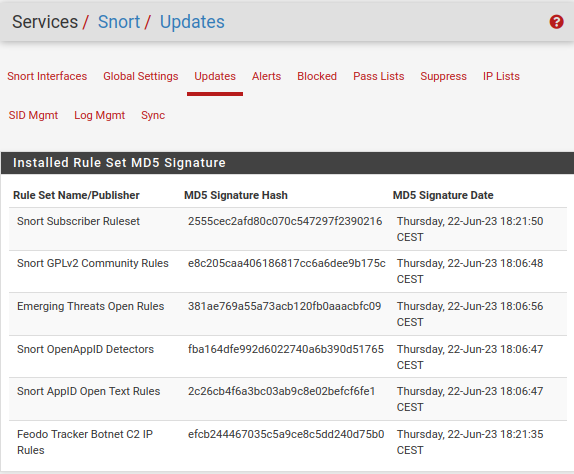 Services / Snort / Updates
Snort Interfaces Global Settings Updates Alerts Blocked Pass Lists Suppress IP Lists
SID Mgmt Log Mgmt Sync
Installed Rule Set MD5 Signature
Rule Set Name/Publisher MD5 Signature Hash MD5 Signature Date
Snort Subscriber Ruleset 2555cec2afd80c070c547297f2390216 Thursday, 22-Jun-23 18:21:50
CEST
Snort GPLv2 Community Rules e8c205caa406186817cc6a6dee9b175c Thursday, 22-Jun-23 18:06:48
CEST
Emerging Threats Open Rules 381ae769a55a73acb120fb0aaacbfc09 Thursday, 22-Jun-23 18:06:56
CEST
Snort OpenAppID Detectors fba164dfe992d6022740a6b390d51765 Thursday, 22-Jun-23 18:06:47
CEST
Snort AppID Open Text Rules 2c26cb4f6a3bc03ab9c8e02befcf6fe1 Thursday, 22-Jun-23 18:06:47
CEST
Feodo Tracker Botnet C2 IP efcb244467035c5a9ce8c5dd240d75b0 Thursday, 22-Jun-23 18:21:35
Rules CEST